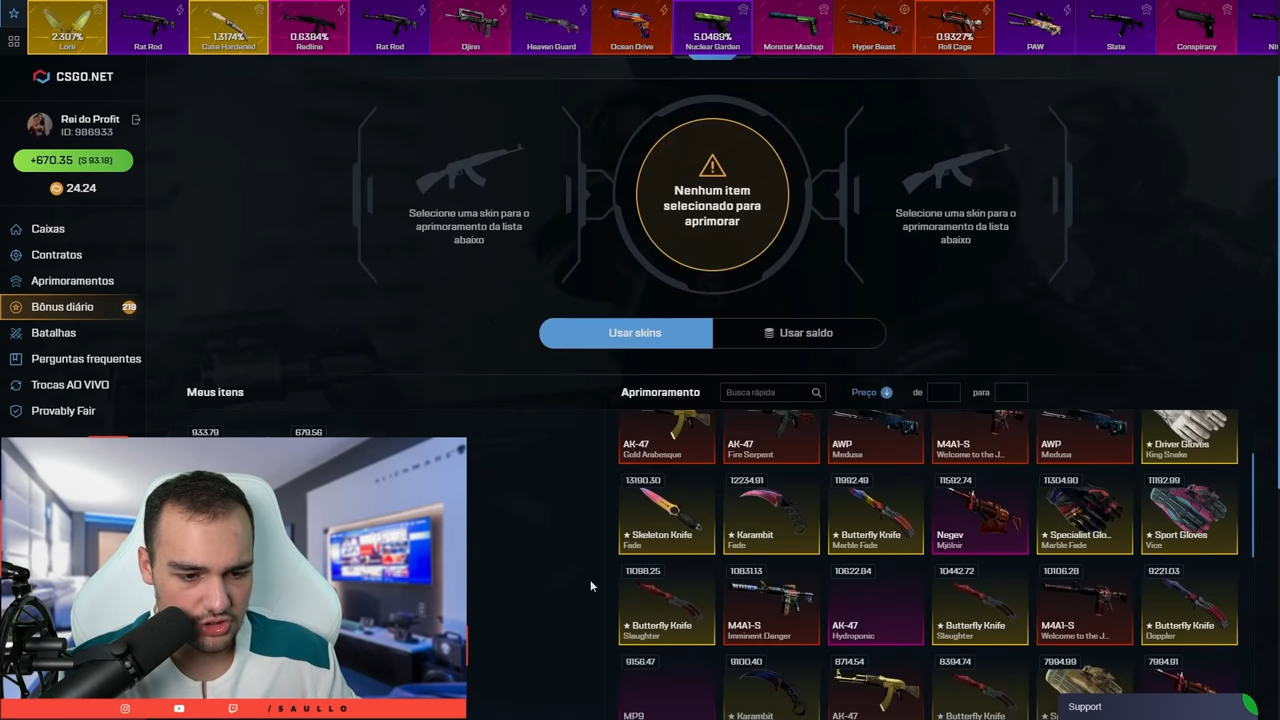 2.307%
Lore
Rat Rod
1.3174%
Case Hardened
0.6384%
Redline
Rat Rod
Djinn
Heaven Guard
Ocean Drive
5.0469%
Nuclear Garden
Monster Mashup
Hyper Beast
0.9327%
Roll Cage
PAW
Slate
Conspiracy
CSGO.NET
Rei do Profit
ID: 986933
+670.35 ($ 93.18)
24.24
Caixas
Contratos
Aprimoramentos
Bônus diário 219
Batalhas
Perguntas frequentes
Trocas AO VIVO
Provably Fair
Selecione uma skin para o
aprimoramento da lista
abaixo
Nenhum item
selecionado para
aprimorar
Selecione uma skin para o
aprimoramento da lista
abaixo
Usar skins
Usar saldo
Meus itens
933.79 679.56
Aprimoramento Busca rápida Preço de para
AK-47
Gold Arabesque
AK-47
Fire Serpent
AWP
Medusa
M4A1-S
Welcome to the J...
AWP
Medusa
★ Driver Gloves
King Snake
13190.30
★ Skeleton Knife
Fade
12234.91
★ Karambit
Fade
11992.49
★ Butterfly Knife
Marble Fade
11592.74
Negev
Mjölnir
11304.90
★ Specialist Glo...
Marble Fade
11192.99
★ Sport Gloves
Vice
11098.25
★ Butterfly Knife
Slaughter
10831.13
M4A1-S
Imminent Danger
10622.84
AK-47
Hydroponic
10442.72
★ Butterfly Knife
Slaughter
10106.28
M4A1-S
Welcome to the J...
9221.03
★ Butterfly Knife
Doppler
9156.47
MP9
9100.40
★ Karambit
8714.54
AK-47
8394.74
★ Butterfly Knife
7994.99
7994.91
Support
ALIENWARE
/SAULLO